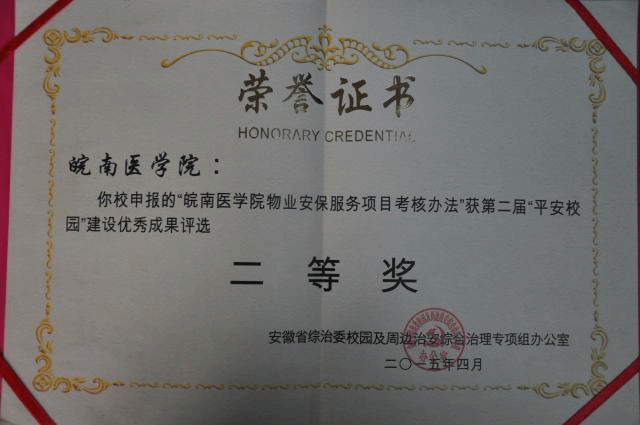 荣誉证书
HONORARY CREDENTIAL
皖南医学院：
你校申报的“皖南医学院物业安保服务项目考核办法”获第二届“平安校
园”建设优秀成果评选
二等奖
安徽省综治委校园及周边治安综合治理专项组办公室
二〇一五年四月
办公室